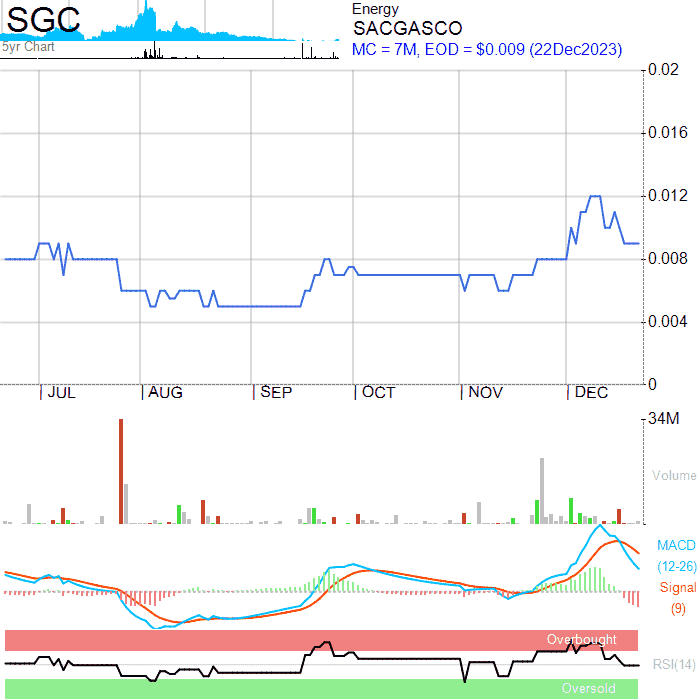 SGC
5yr Chart
Energy
SACGASCO
MC = 7M, EOD = $0.009 (22Dec2023)
0.02
0.016
0.012
0.008
0.004
0
JUL AUG SEP OCT NOV DEC
34M
Volume
MACD
(12-26)
Signal
(9)
Overbought
RSI(14)
Oversold